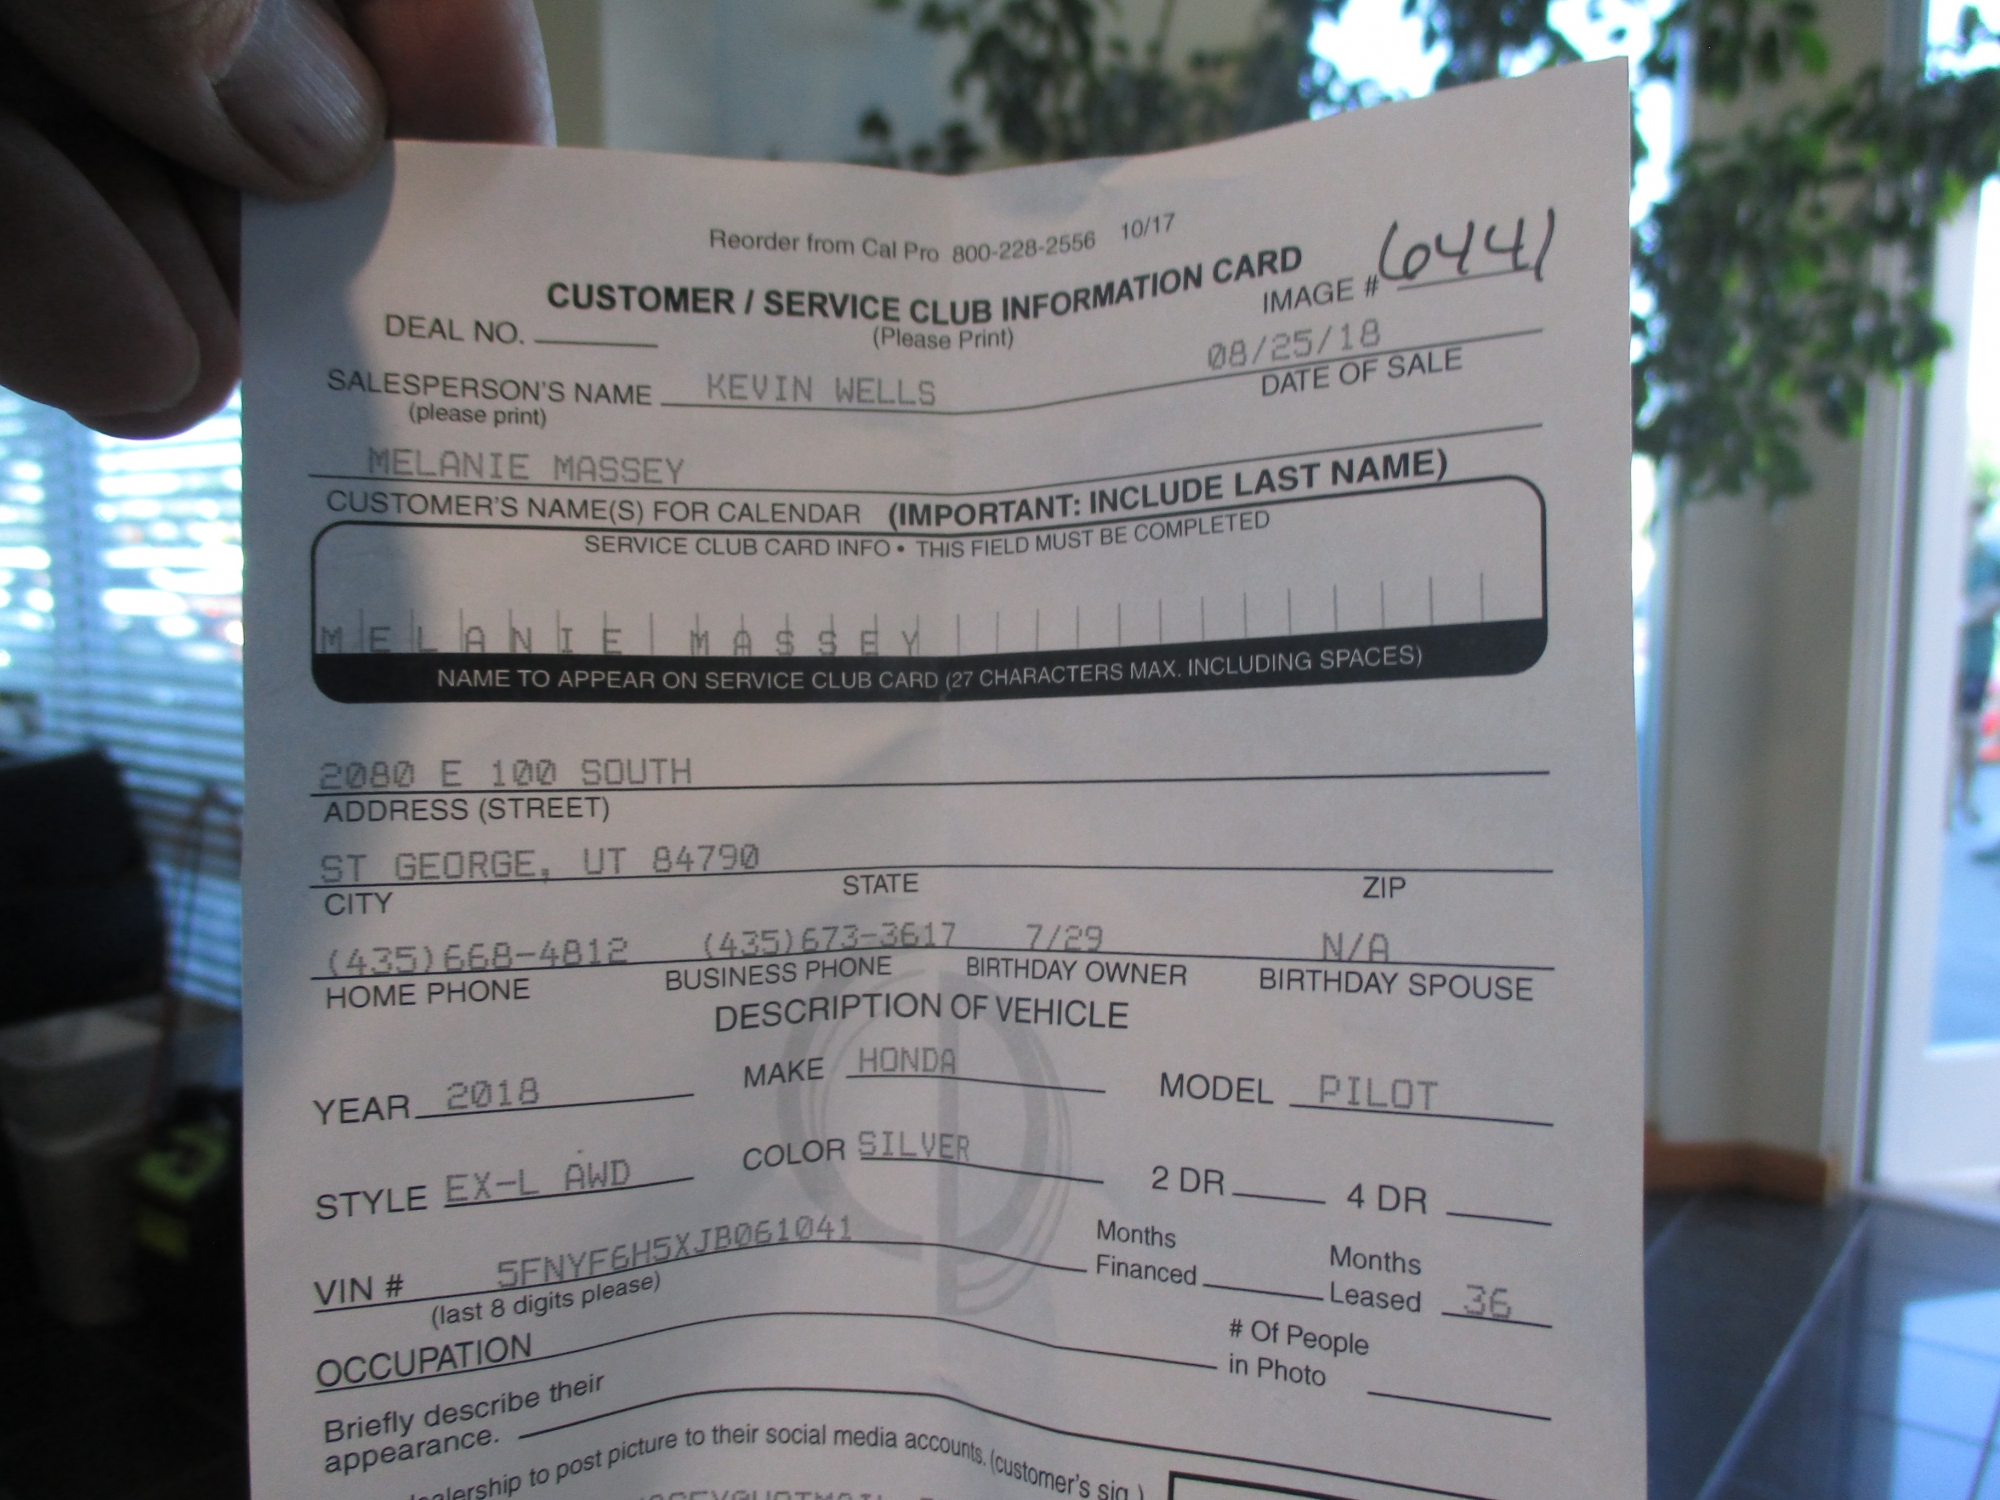 Reorder from Cal Pro 800-228-2556 10/17
CUSTOMER / SERVICE CLUB INFORMATION CARD
(Please Print)
IMAGE # 6441
DEAL NO.
08/25/18
DATE OF SALE
SALESPERSON'S NAME KEVIN WELLS
(please print)
MELANIE MASSEY
CUSTOMER'S NAME(S) FOR CALENDAR (IMPORTANT: INCLUDE LAST NAME)
SERVICE CLUB CARD INFO • THIS FIELD MUST BE COMPLETED
MELANIE MASSEY
NAME TO APPEAR ON SERVICE CLUB CARD (27 CHARACTERS MAX. INCLUDING SPACES)
2080 E 100 SOUTH
ADDRESS (STREET)
ST GEORGE, UT 84790
CITY STATE ZIP
(435)668-4812 (435)673-3617 7/29 N/A
HOME PHONE BUSINESS PHONE BIRTHDAY OWNER BIRTHDAY SPOUSE
DESCRIPTION OF VEHICLE
YEAR 2018 MAKE HONDA MODEL PILOT
STYLE EX-L AWD COLOR SILVER 2 DR 4 DR
VIN # 5FNYF6H5XJB061041 Months Financed Months Leased 36
(last 8 digits please)
OCCUPATION # Of People in Photo
Briefly describe their
appearance.
to post picture to their social media accounts. (customer's sig.)